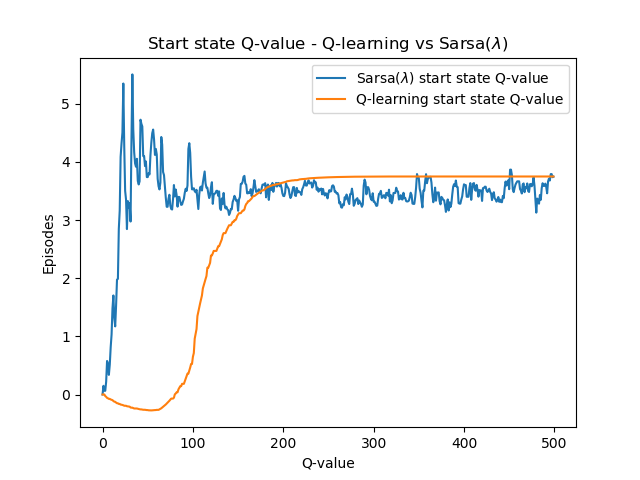 Start state Q-value - Q-learning vs Sarsa(λ)
Sarsa(λ) start state Q-value
Q-learning start state Q-value
5
4
3
2
1
0
Episodes
0 100 200 300 400 500
Q-value